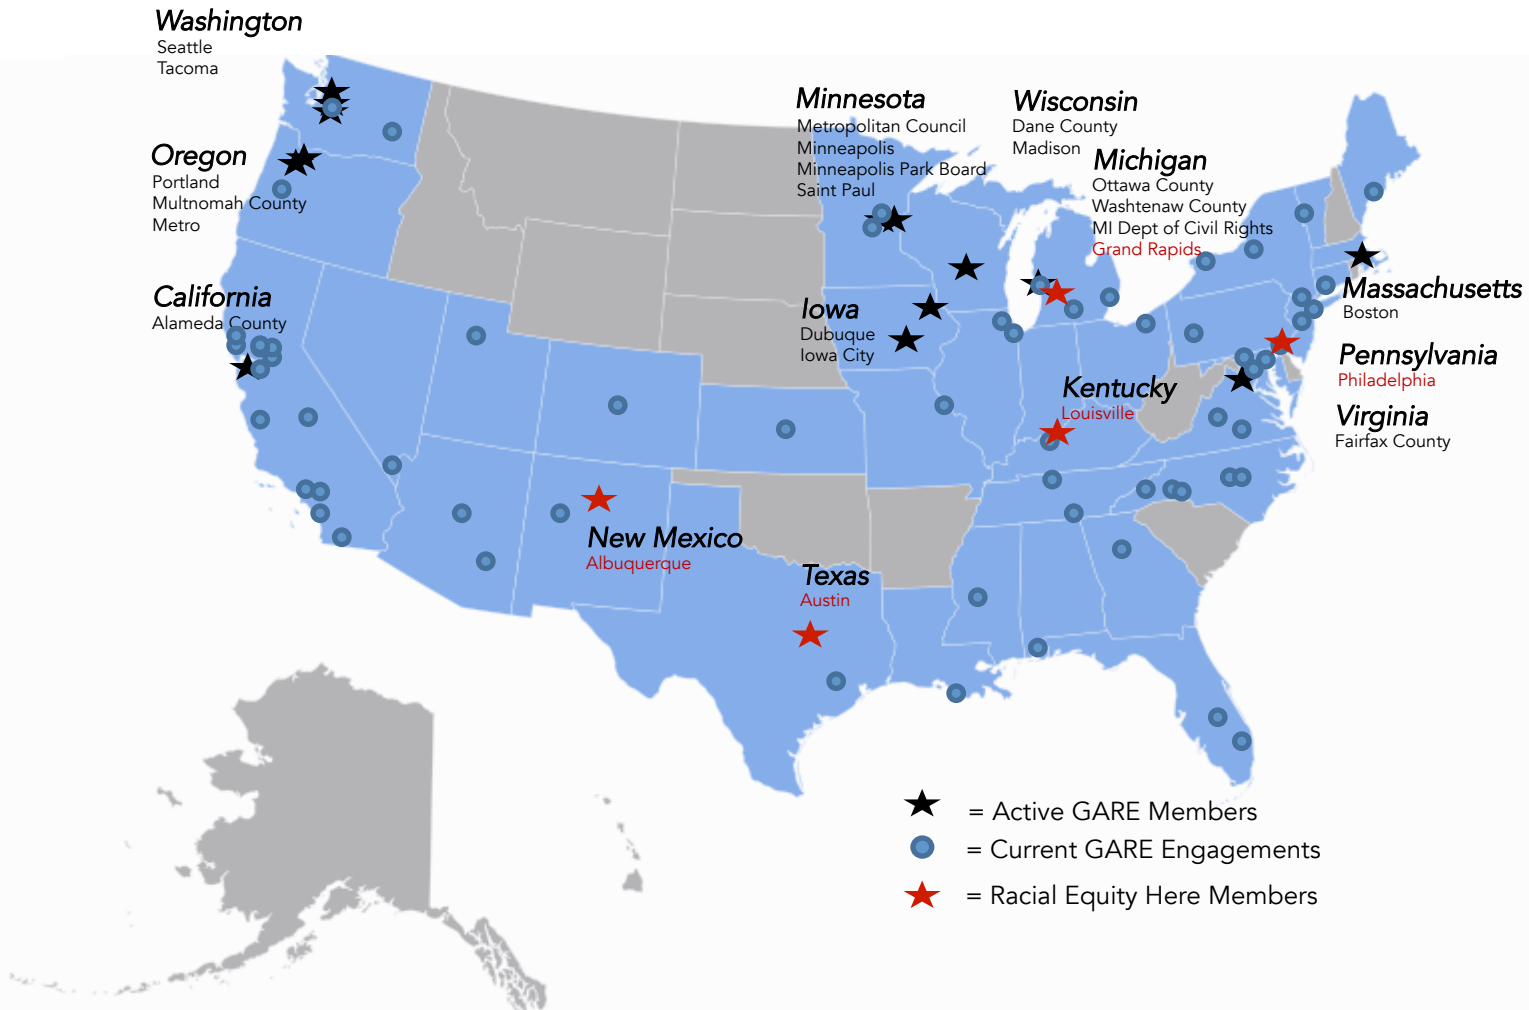 Washington
Seattle
Tacoma
Oregon
Portland
Multnomah County
Metro
California
Alameda County
Minnesota
Metropolitan Council
Minneapolis
Minneapolis Park Board
Saint Paul
Wisconsin
Dane County
Madison
Michigan
Ottawa County
Washtenaw County
MI Dept of Civil Rights
Grand Rapids
Iowa
Dubuque
Iowa City
Massachusetts
Boston
Pennsylvania
Philadelphia
Kentucky
Louisville
Virginia
Fairfax County
New Mexico
Albuquerque
Texas
Austin
= Active GARE Members
= Current GARE Engagements
= Racial Equity Here Members